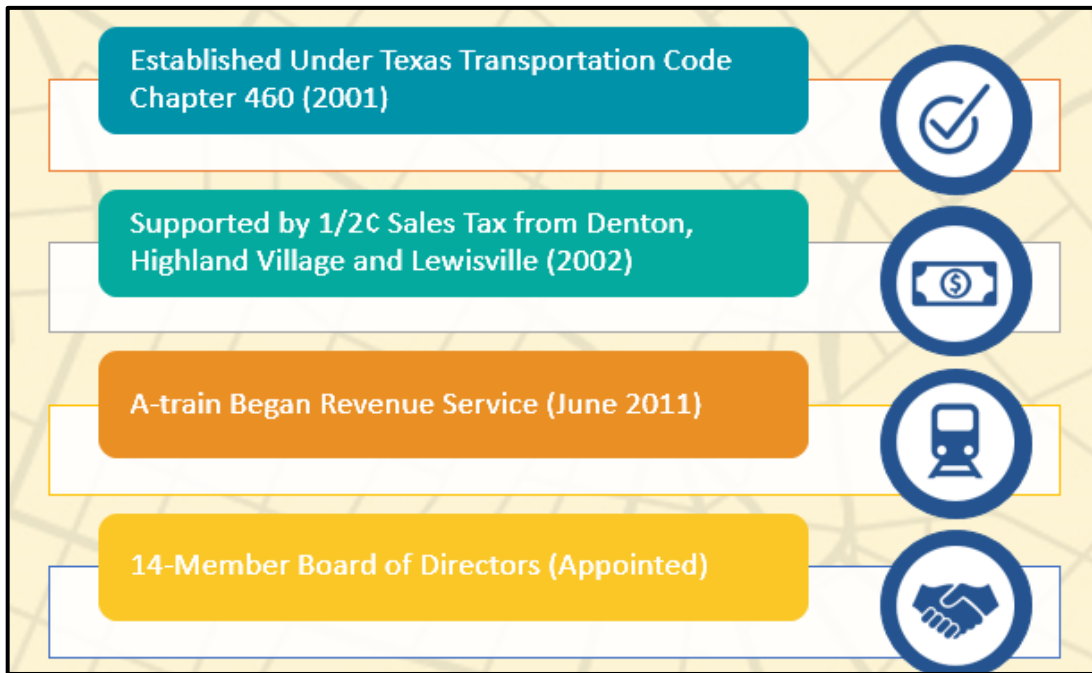 Established Under Texas Transportation Code
Chapter 460 (2001)
Supported by 1/2¢ Sales Tax from Denton,
Highland Village and Lewisville (2002)
A-train Began Revenue Service (June 2011)
14-Member Board of Directors (Appointed)